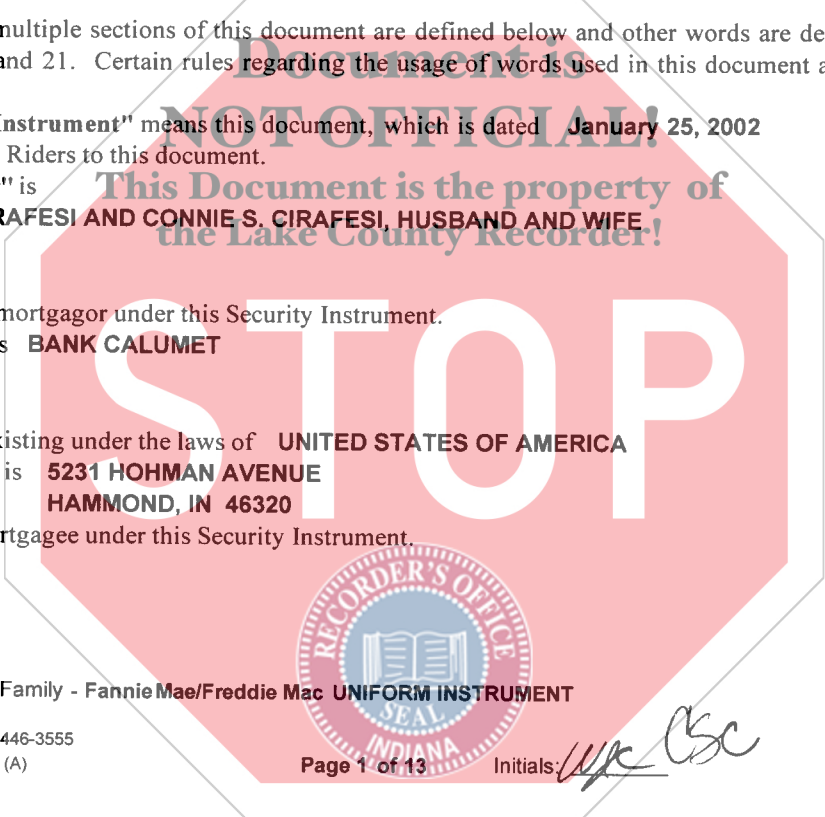 multiple sections of this document are defined below and other words are de
and 21. Certain rules regarding the usage of words used in this document a
Document is
NOT OFFICIAL!
This Document is the property of
the Lake County Recorder!
STOP
Instrument" means this document, which is dated January 25, 2002
Riders to this document.
" is
RAFESI AND CONNIE S. CIRAFESI, HUSBAND AND WIFE
mortgagor under this Security Instrument.
s BANK CALUMET
isting under the laws of UNITED STATES OF AMERICA
is 5231 HOHMAN AVENUE
HAMMOND, IN 46320
rtgagee under this Security Instrument.
RECORDER'S OFFICE
SEAL
INDIANA
Family - Fannie Mae/Freddie Mac UNIFORM INSTRUMENT
446-3555
(A)
Page 1 of 13
Initials: CSC